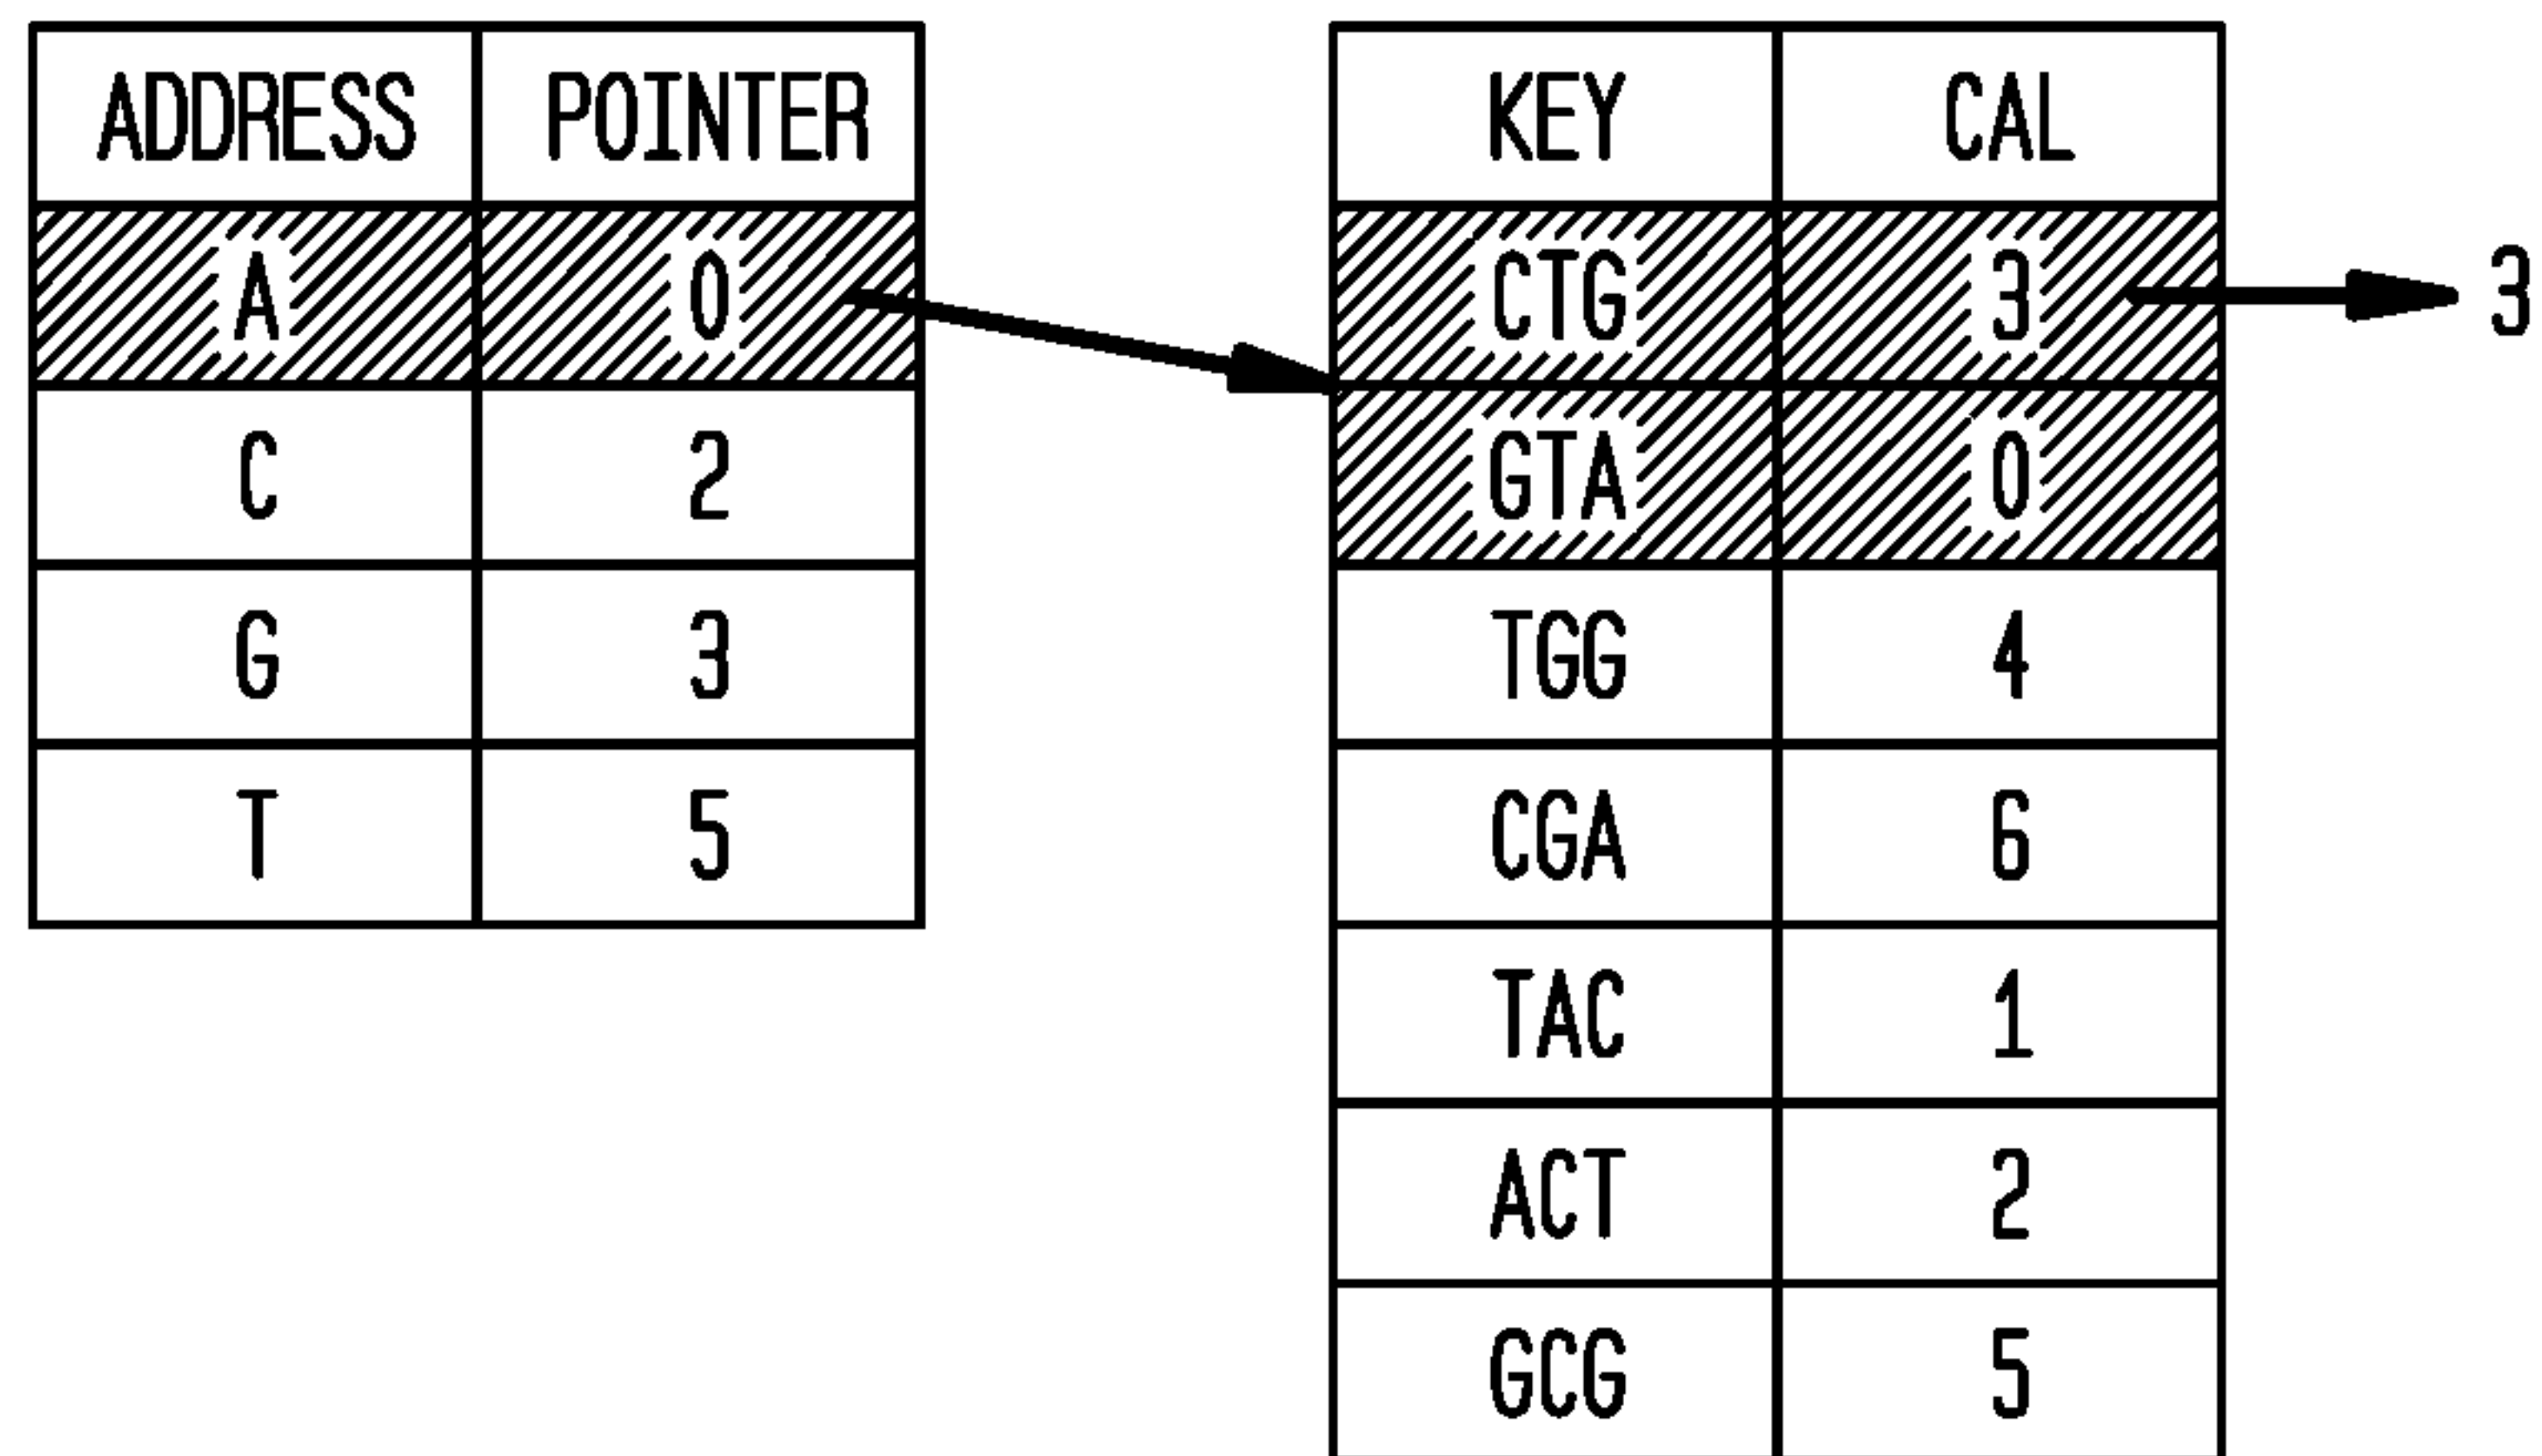 ADDRESS POINTER
A 0
C 2
G 3
T 5
KEY CAL
CTG 3 3
GTA 0
TGG 4
CGA 6
TAC 1
ACT 2
GCG 5